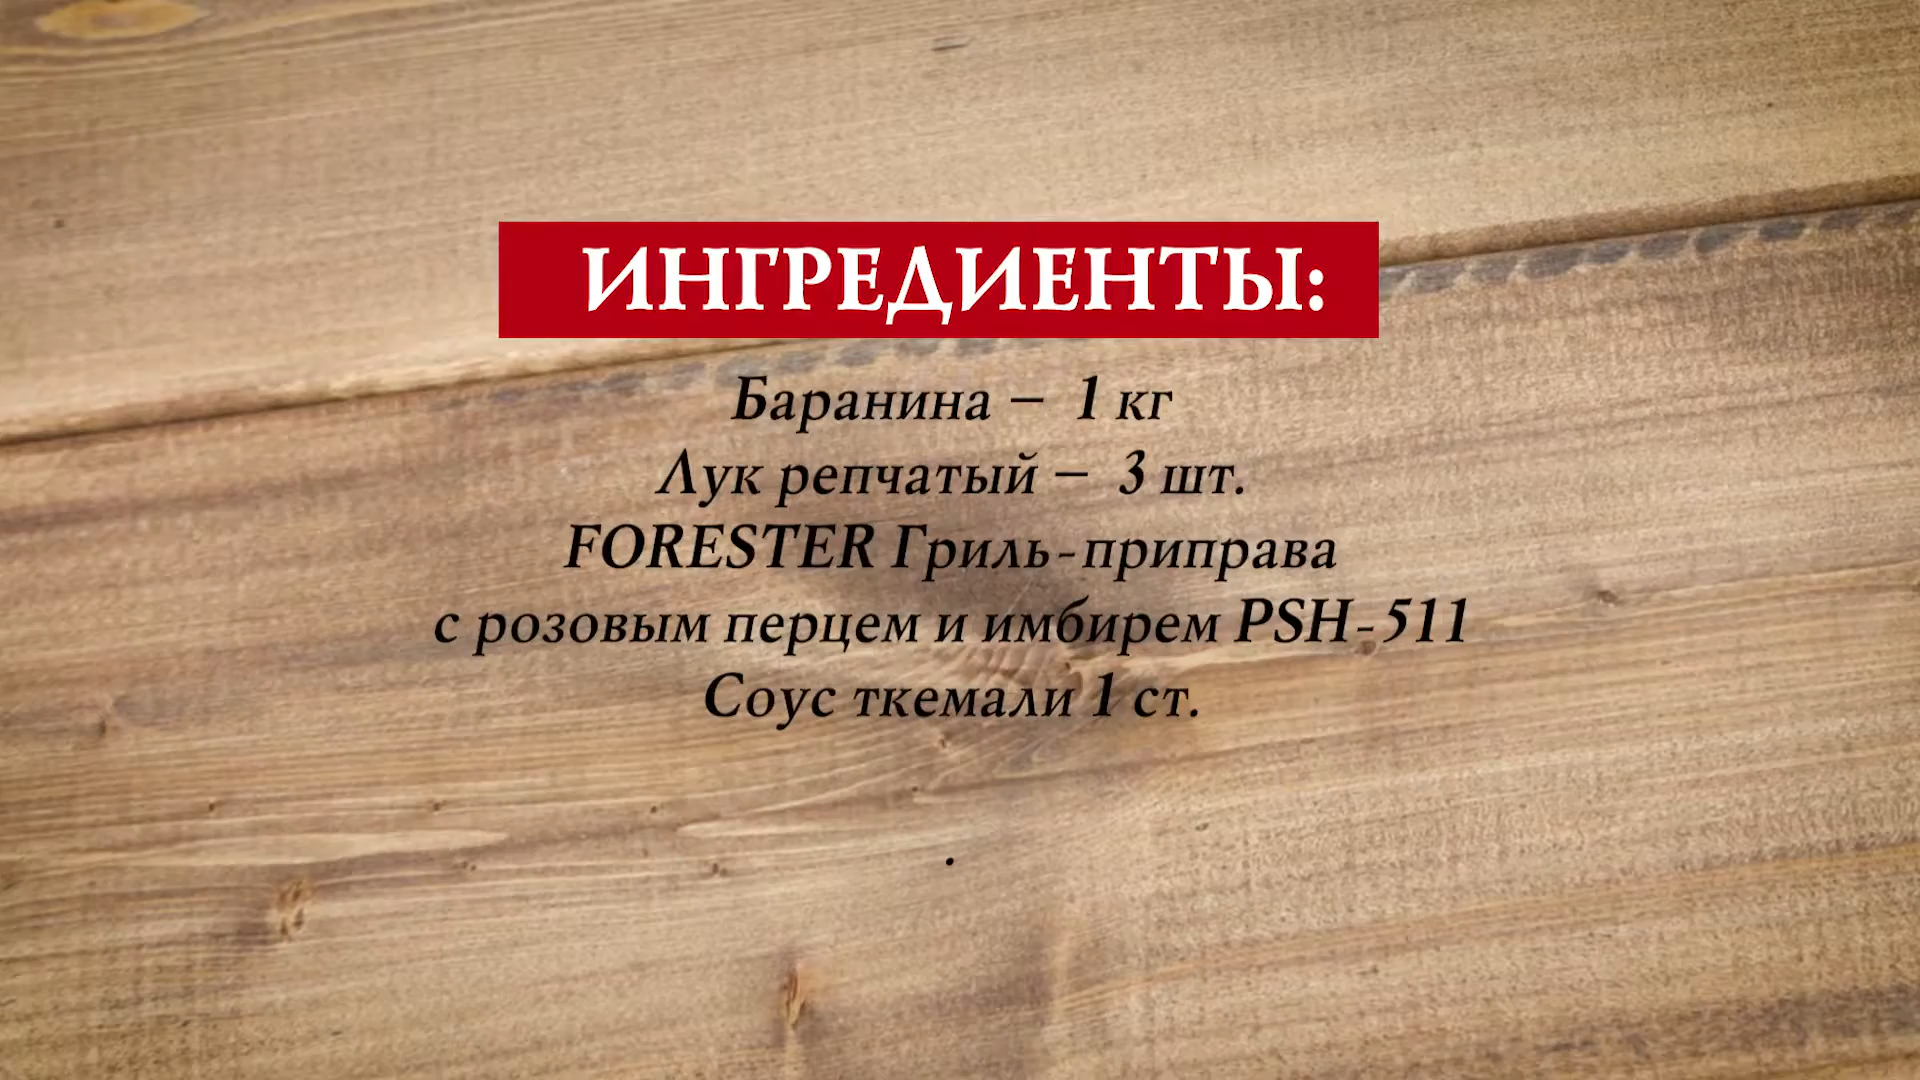 ИНГРЕДИЕНТЫ:
Баранина – 1 кг
Лук репчатый – 3 шт.
FORESTER Гриль-приправа
с розовым перцем и имбирем PSH-511
Соус ткемали 1 ст.
.